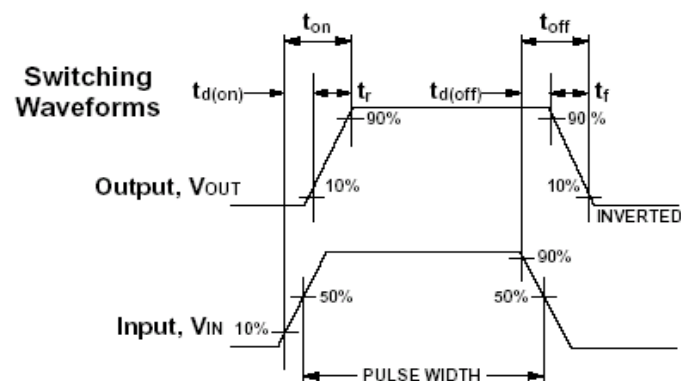 ton
toff
Switching
Waveforms
td(on)
tr
td(off)
tf
90%
90 %
Output, VOUT
10%
10%
INVERTED
90%
50%
50%
Input, VIN
10%
PULSE WIDTH